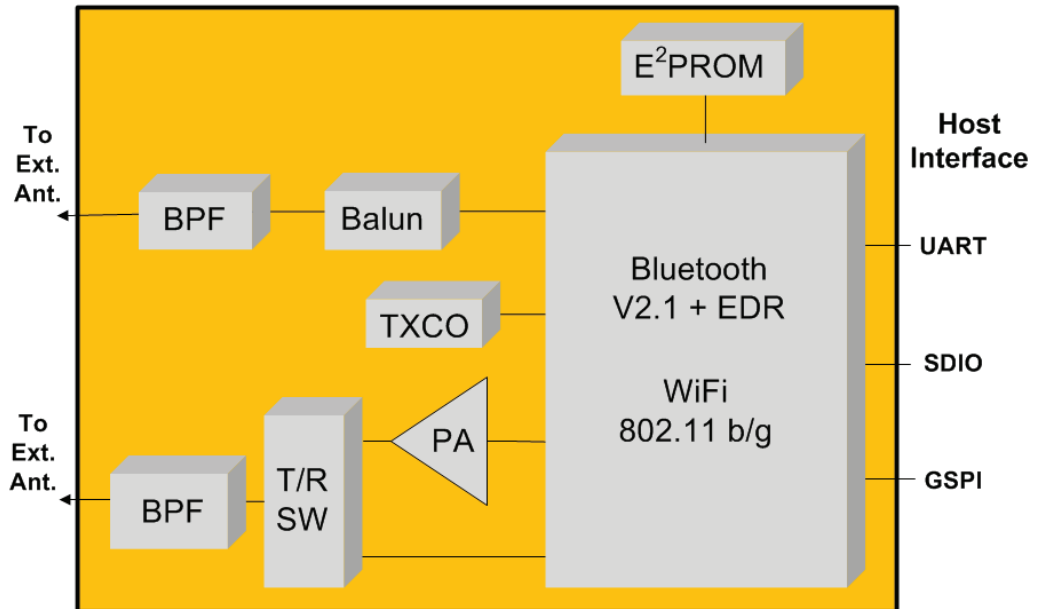 E²PROM
To
Ext.
Ant.
Host
Interface
BPF
Balun
UART
Bluetooth
V2.1 + EDR
TXCO
SDIO
WiFi
802.11 b/g
To
Ext.
Ant.
PA
T/R
SW
BPF
GSPI